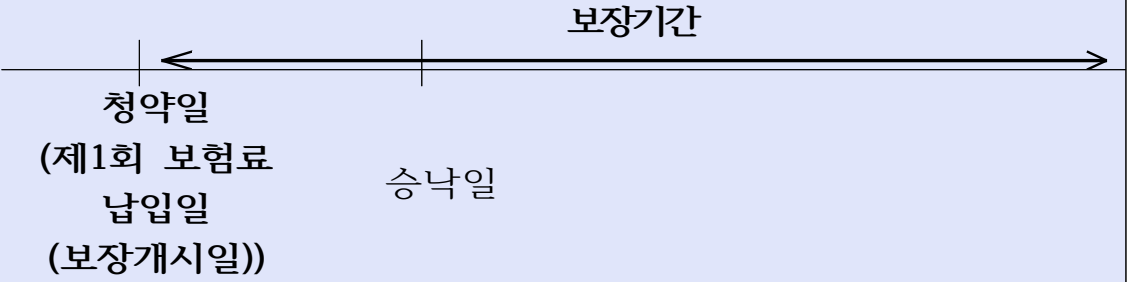 보장기간
청약일
(제1회 보험료
납입일
(보장개시일))
승낙일